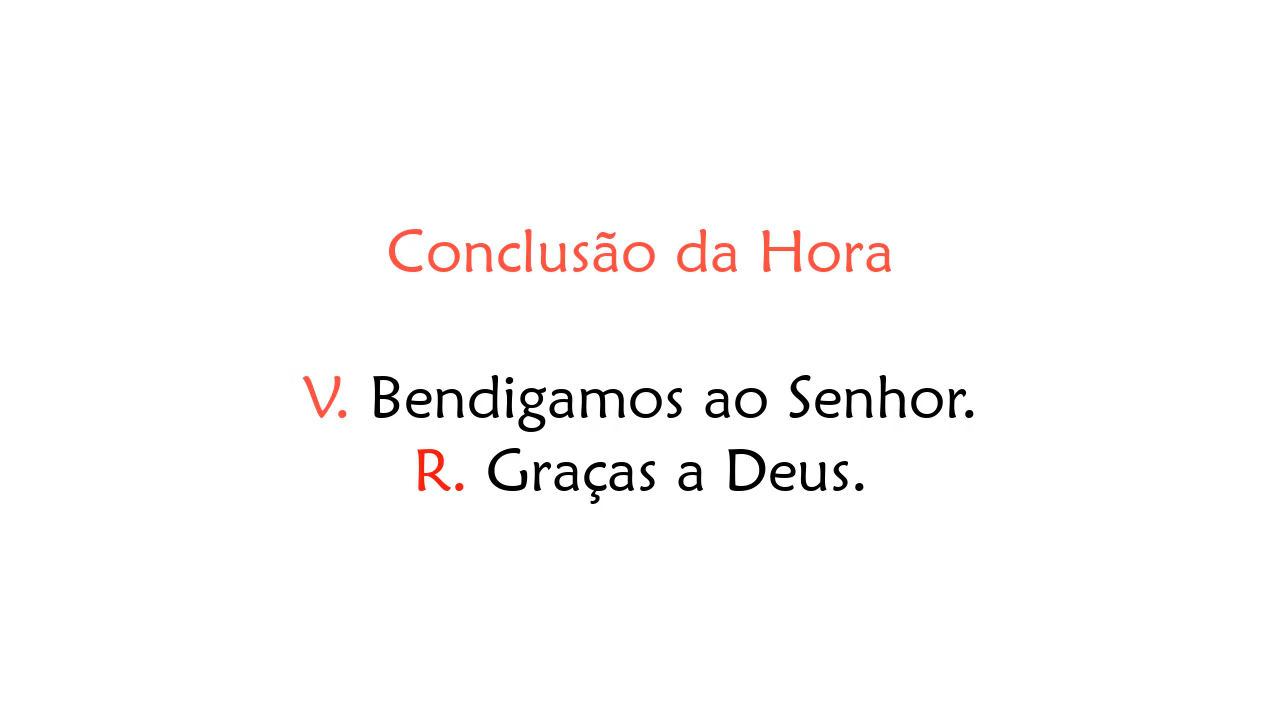 Conclusão da Hora
V. Bendigamos ao Senhor.
R. Graças a Deus.